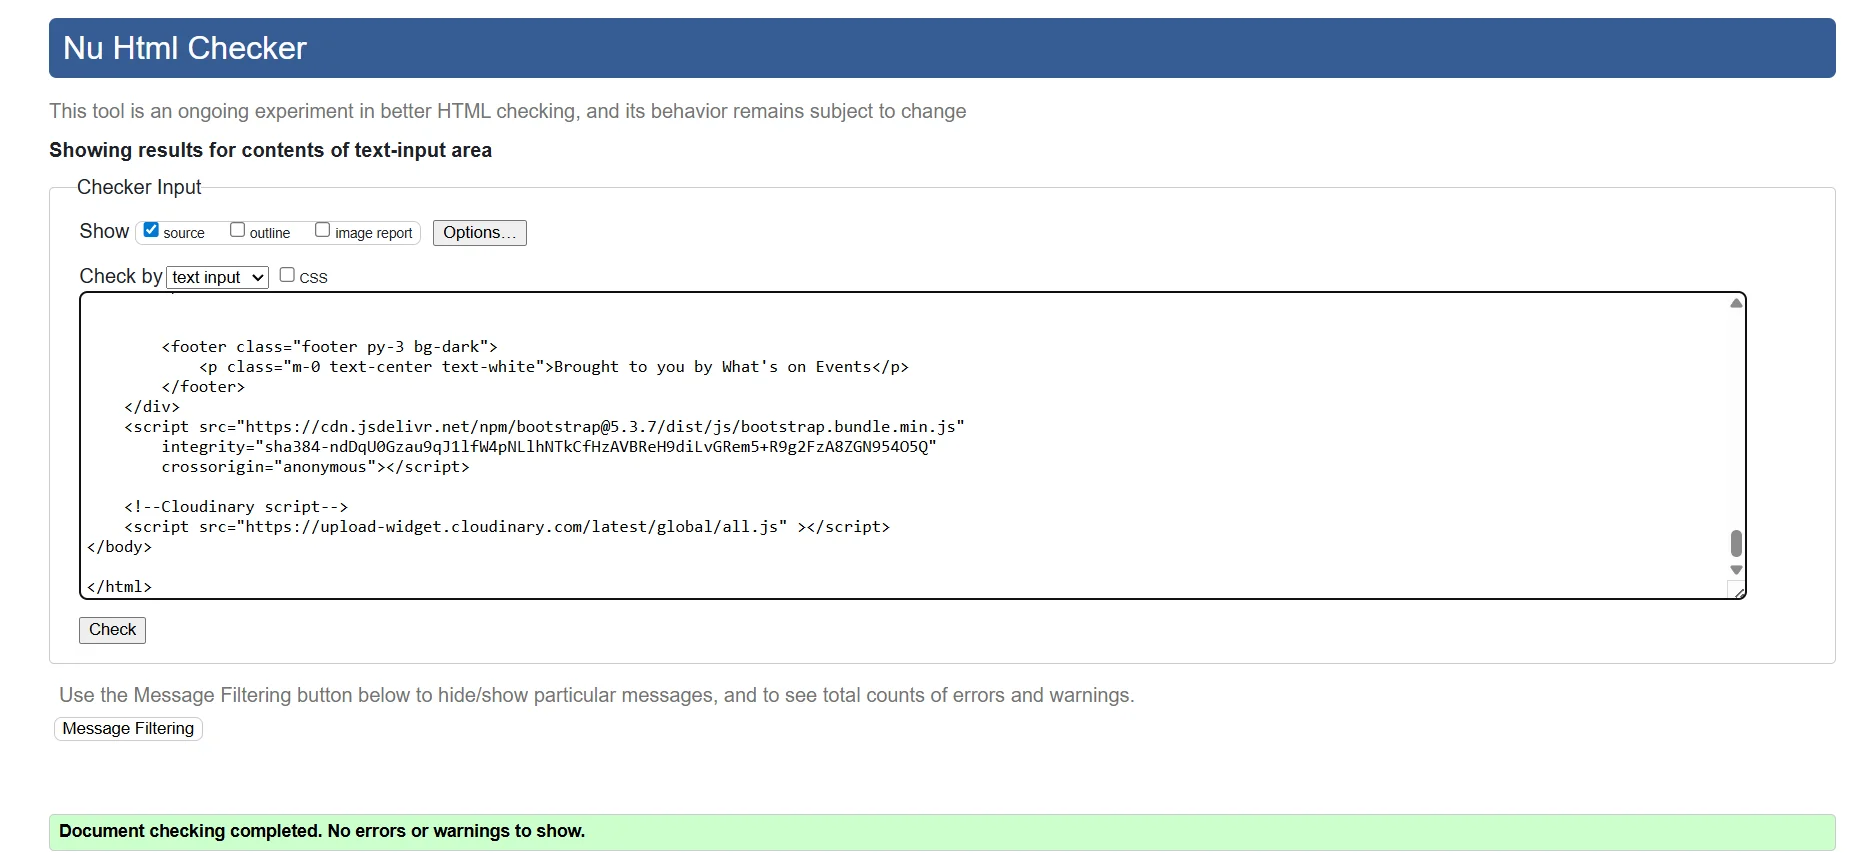 Nu Html Checker
This tool is an ongoing experiment in better HTML checking, and its behavior remains subject to change
Showing results for contents of text-input area
Checker Input
Show source outline image report Options...
Check by text input CSS
<footer class="footer py-3 bg-dark">
<p class="m-0 text-center text-white">Brought to you by What's on Events</p>
</footer>
</div>
<script src="https://cdn.jsdelivr.net/npm/bootstrap@5.3.7/dist/js/bootstrap.bundle.min.js"
integrity="sha384-ndDqU0Gzau9qJ1lfW4pNLlhNTkCfHzAVBReH9diLvGRem5+R9g2FzA8ZGN954O5Q"
crossorigin="anonymous"></script>
<!--Cloudinary script-->
<script src="https://upload-widget.cloudinary.com/latest/global/all.js" ></script>
</body>
</html>
Check
Use the Message Filtering button below to hide/show particular messages, and to see total counts of errors and warnings.
Message Filtering
Document checking completed. No errors or warnings to show.